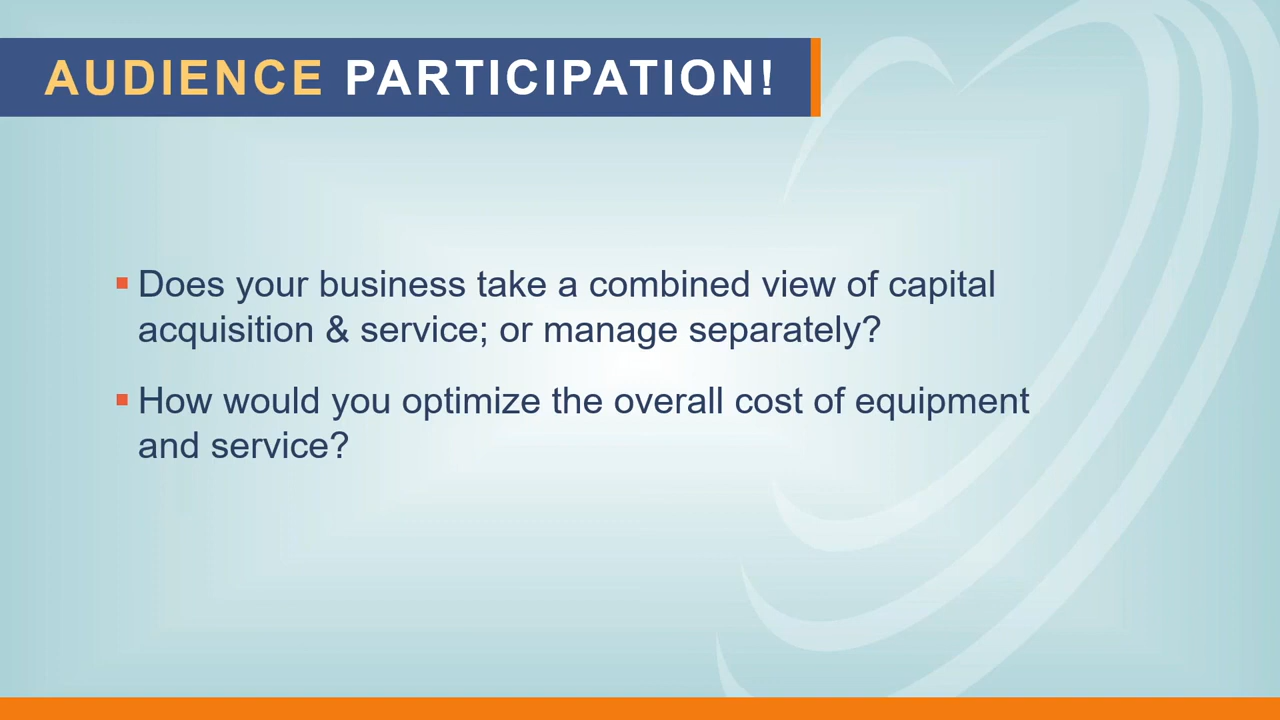 AUDIENCE PARTICIPATION!
▪ Does your business take a combined view of capital
acquisition & service; or manage separately?
▪ How would you optimize the overall cost of equipment
and service?